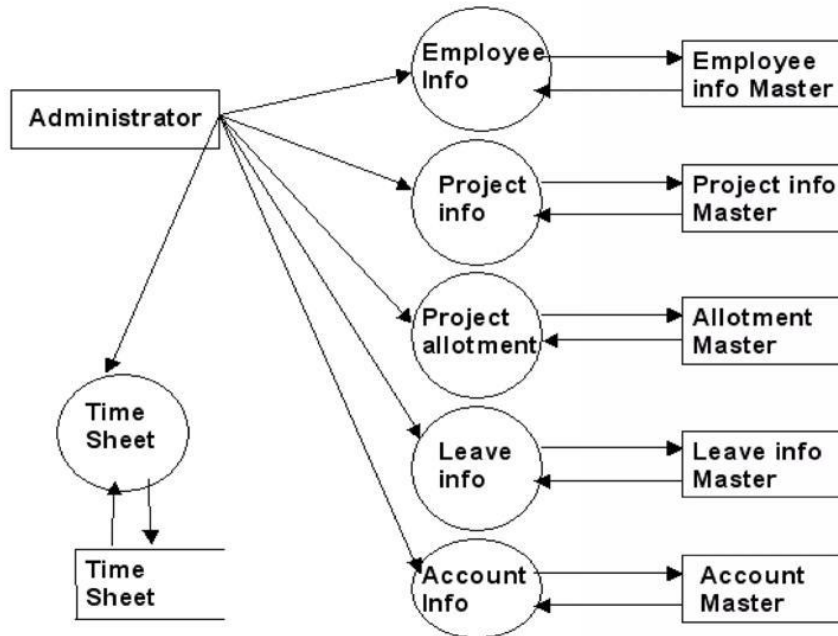 Administrator
Employee
Info
Employee
info Master
Project
info
Project info
Master
Project
allotment
Allotment
Master
Leave
info
Leave info
Master
Account
Info
Account
Master
Time
Sheet
Time
Sheet